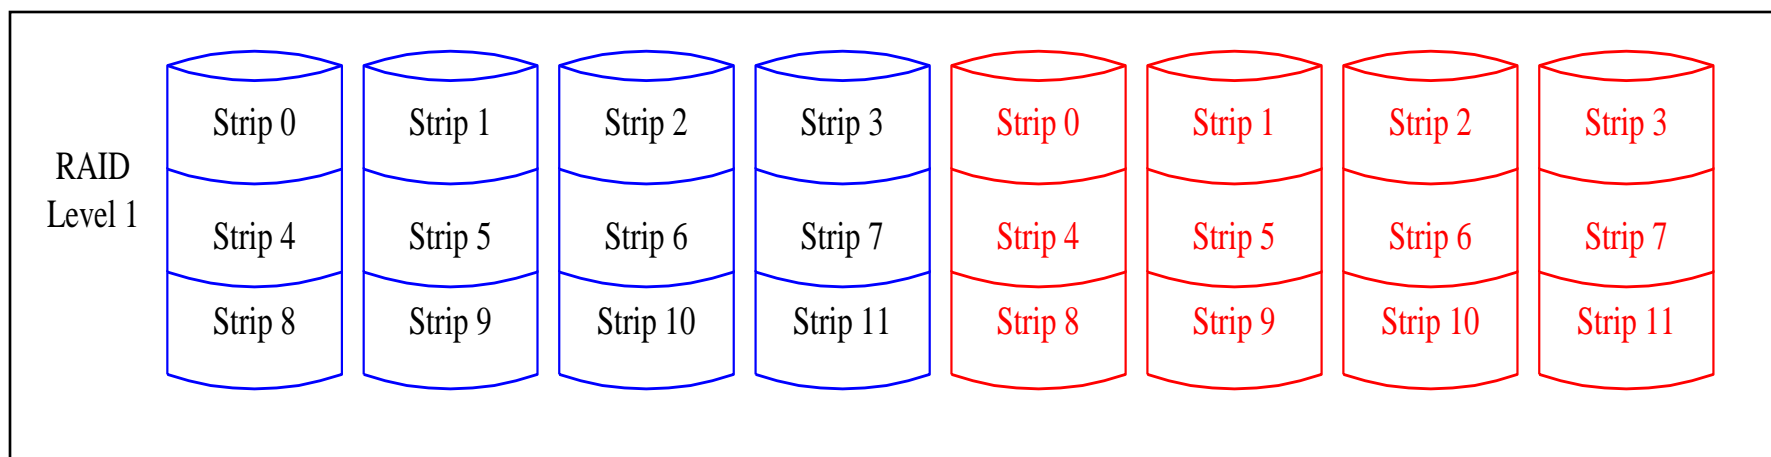 RAID
Level 1
Strip 0 Strip 1 Strip 2 Strip 3 Strip 0 Strip 1 Strip 2 Strip 3
Strip 4 Strip 5 Strip 6 Strip 7 Strip 4 Strip 5 Strip 6 Strip 7
Strip 8 Strip 9 Strip 10 Strip 11 Strip 8 Strip 9 Strip 10 Strip 11